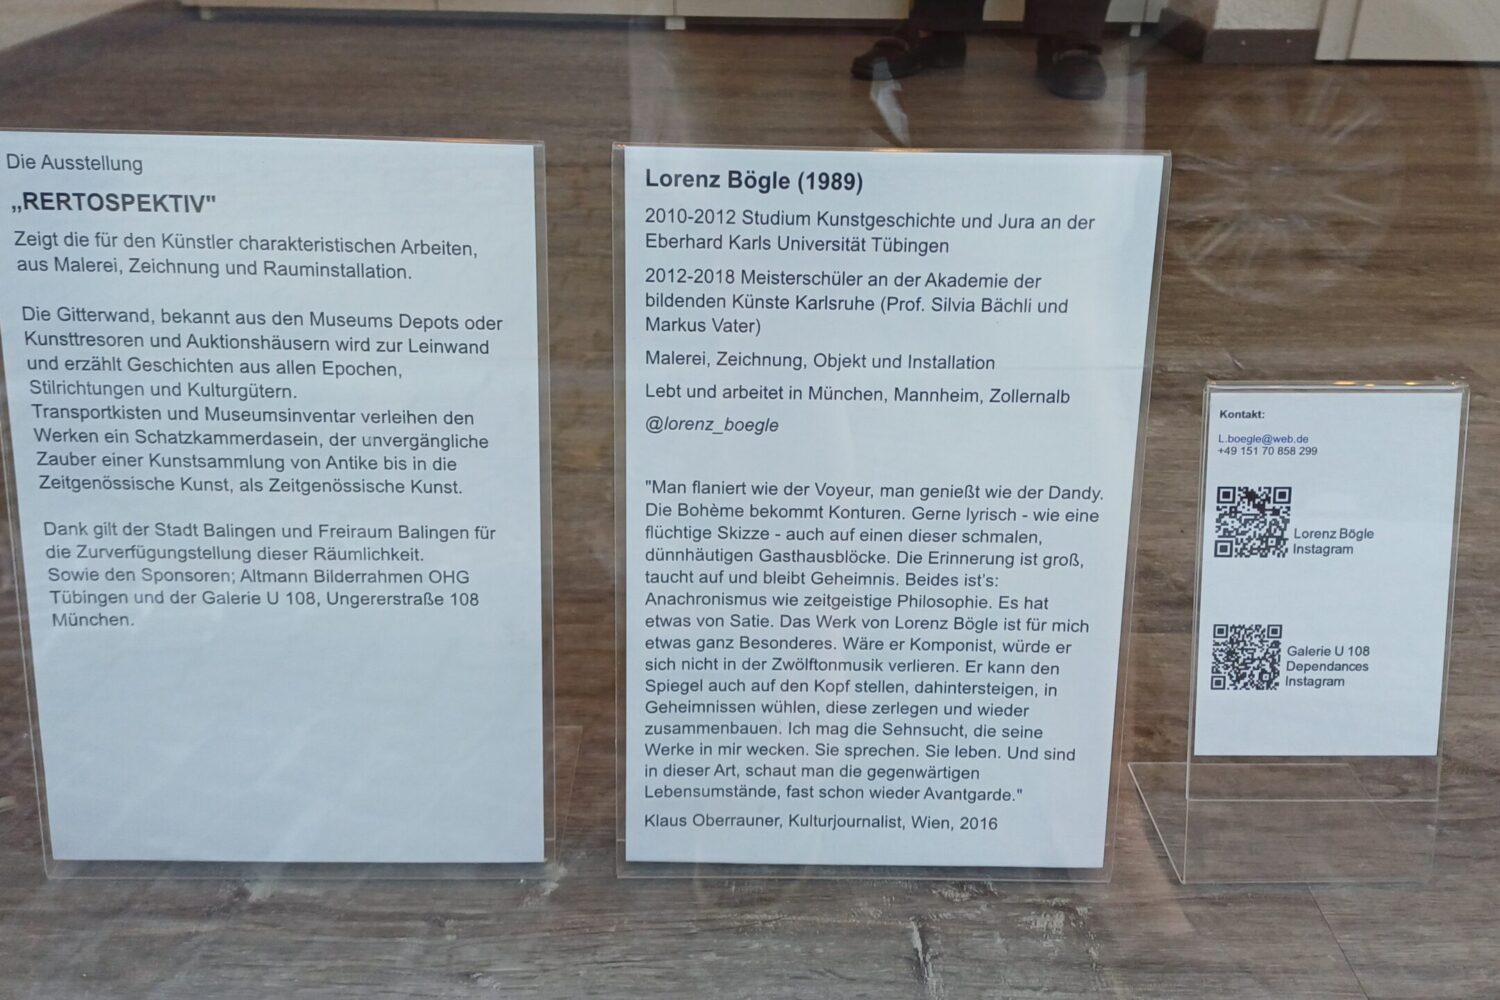 Die Ausstellung
„RERTOSPEKTIV"
Zeigt die für den Künstler charakteristischen Arbeiten,
aus Malerei, Zeichnung und Rauminstallation.
Die Gitterwand, bekannt aus den Museums Depots oder
Kunsttresoren und Auktionshäusern wird zur Leinwand
und erzählt Geschichten aus allen Epochen,
Stilrichtungen und Kulturgütern.
Transportkisten und Museumsinventar verleihen den
Werken ein Schatzkammerdasein, der unvergängliche
Zauber einer Kunstsammlung von Antike bis in die
Zeitgenössische Kunst, als Zeitgenössische Kunst.
Dank gilt der Stadt Balingen und Freiraum Balingen für
die Zurverfügungstellung dieser Räumlichkeit.
Sowie den Sponsoren; Altmann Bilderrahmen OHG
Tübingen und der Galerie U 108, Ungererstraße 108
München.
Lorenz Bögle (1989)
2010-2012 Studium Kunstgeschichte und Jura an der
Eberhard Karls Universität Tübingen
2012-2018 Meisterschüler an der Akademie der
bildenden Künste Karlsruhe (Prof. Silvia Bächli und
Markus Vater)
Malerei, Zeichnung, Objekt und Installation
Lebt und arbeitet in München, Mannheim, Zollernalb
@lorenz_boegle
"Man flaniert wie der Voyeur, man genießt wie der Dandy.
Die Bohème bekommt Konturen. Gerne lyrisch - wie eine
flüchtige Skizze - auch auf einen dieser schmalen,
dünnhäutigen Gasthausblöcke. Die Erinnerung ist groß,
taucht auf und bleibt Geheimnis. Beides ist's:
Anachronismus wie zeitgeistige Philosophie. Es hat
etwas von Satie. Das Werk von Lorenz Bögle ist für mich
etwas ganz Besonderes. Wäre er Komponist, würde er
sich nicht in der Zwölftonmusik verlieren. Er kann den
Spiegel auch auf den Kopf stellen, dahintersteigen, in
Geheimnissen wühlen, diese zerlegen und wieder
zusammenbauen. Ich mag die Sehnsucht, die seine
Werke in mir wecken. Sie sprechen. Sie leben. Und sind
in dieser Art, schaut man die gegenwärtigen
Lebensumstände, fast schon wieder Avantgarde."
Klaus Oberrauner, Kulturjournalist, Wien, 2016
Kontakt:
L.boegle@web.de
+49 151 70 858 299
Lorenz Bögle
Instagram
Galerie U 108
Dependances
Instagram